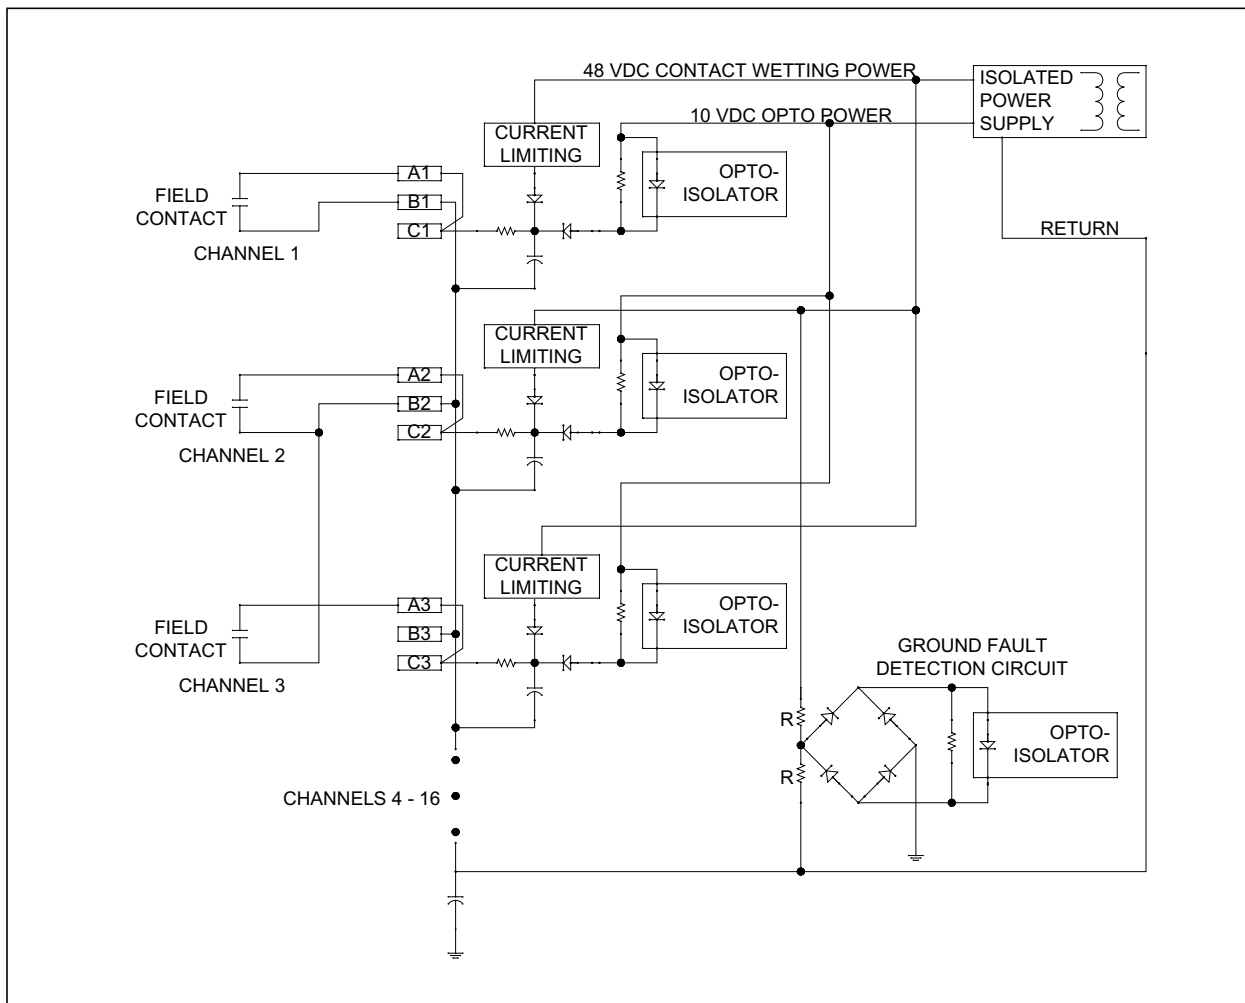 48 VDC CONTACT WETTING POWER
ISOLATED
POWER
SUPPLY
10 VDC OPTO POWER
CURRENT
LIMITING
OPTO-
ISOLATOR
A1
B1
C1
FIELD
CONTACT
CHANNEL 1
RETURN
CURRENT
LIMITING
OPTO-
ISOLATOR
A2
B2
C2
FIELD
CONTACT
CHANNEL 2
CURRENT
LIMITING
OPTO-
ISOLATOR
A3
B3
C3
FIELD
CONTACT
CHANNEL 3
GROUND FAULT
DETECTION CIRCUIT
R
R
OPTO-
ISOLATOR
CHANNELS 4 - 16